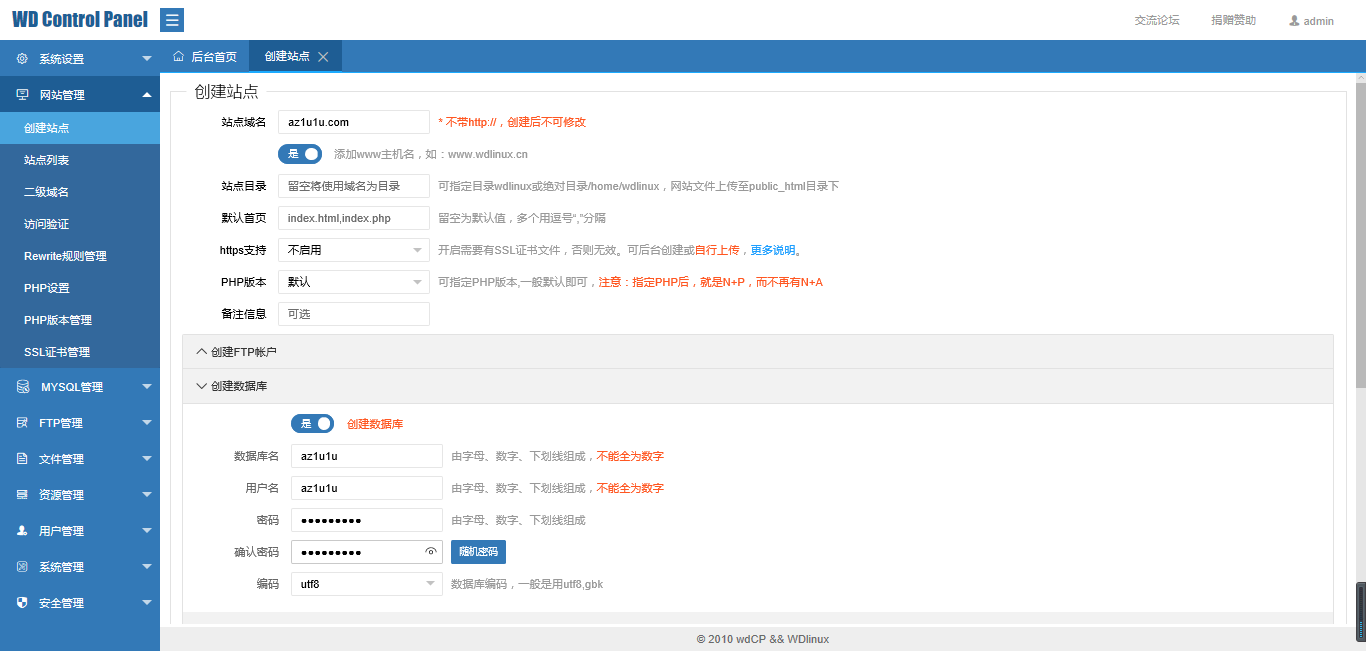 WD Control Panel
交流论坛 捐赠赞助 admin
系统设置
网站管理
创建站点
站点列表
二级域名
访问验证
Rewrite规则管理
PHP设置
PHP版本管理
SSL证书管理
MYSQL管理
FTP管理
文件管理
资源管理
用户管理
系统管理
安全管理
后台首页 创建站点
创建站点
站点域名 az1u1u.com * 不带http://，创建后不可修改
是 添加www主机名，如：www.wdlinux.cn
站点目录 留空将使用域名为目录 可指定目录wdlinux或绝对目录/home/wdlinux，网站文件上传至public_html目录下
默认首页 index.html,index.php 留空为默认值，多个用逗号","分隔
https支持 不启用 开启需要有SSL证书文件，否则无效。可后台创建或自行上传，更多说明。
PHP版本 默认 可指定PHP版本,一般默认即可，注意：指定PHP后，就是N+P，而不再有N+A
备注信息 可选
创建FTP帐户
创建数据库
是 创建数据库
数据库名 az1u1u 由字母、数字、下划线组成，不能全为数字
用户名 az1u1u 由字母、数字、下划线组成，不能全为数字
密码 ●●●●●●●●● 由字母、数字、下划线组成
确认密码 ●●●●●●●●● 随机密码
编码 utf8 数据库编码，一般是用utf8,gbk
© 2010 wdCP && WDlinux